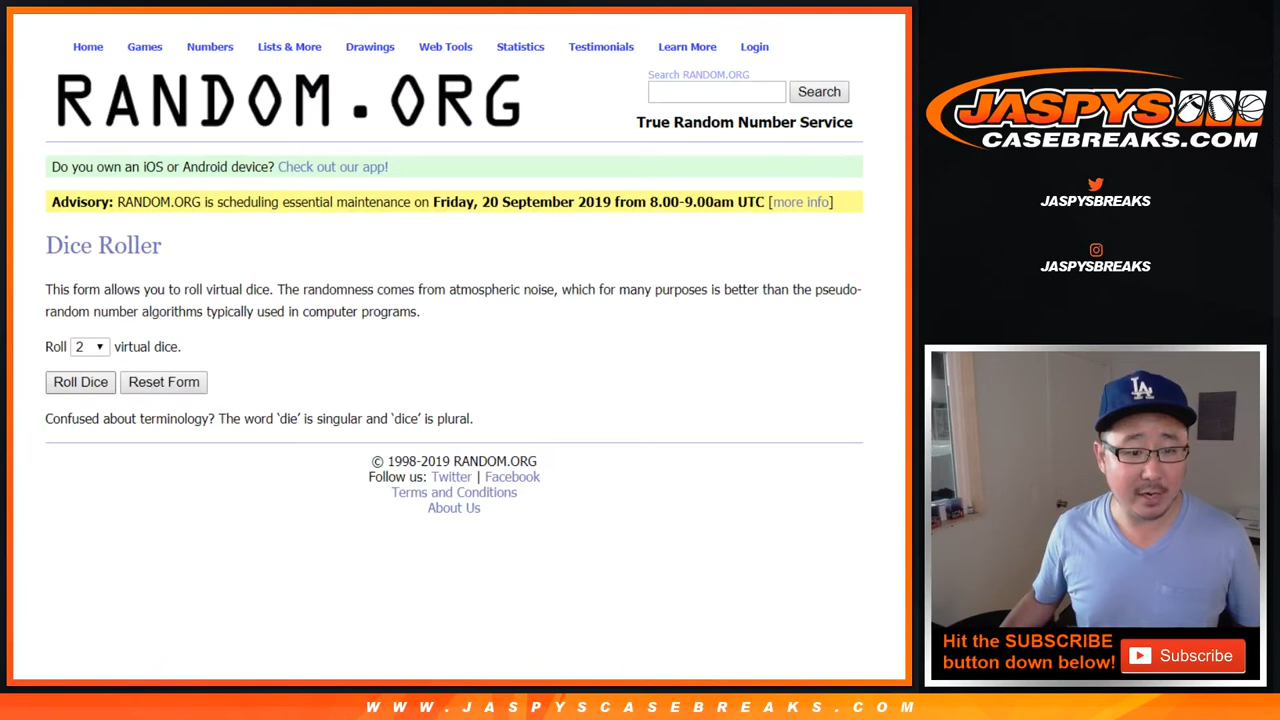 Home Games Numbers Lists & More Drawings Web Tools Statistics Testimonials Learn More Login
RANDOM.ORG
Search RANDOM.ORG
Search
True Random Number Service
Do you own an iOS or Android device? Check out our app!
Advisory: RANDOM.ORG is scheduling essential maintenance on Friday, 20 September 2019 from 8.00-9.00am UTC [more info]
Dice Roller
This form allows you to roll virtual dice. The randomness comes from atmospheric noise, which for many purposes is better than the pseudo-
random number algorithms typically used in computer programs.
Roll 2 virtual dice.
Roll Dice Reset Form
Confused about terminology? The word ‘die’ is singular and ‘dice’ is plural.
© 1998-2019 RANDOM.ORG
Follow us: Twitter | Facebook
Terms and Conditions
About Us
JASPYS
CASEBREAKS.COM
JASPYSBREAKS
JASPYSBREAKS
LA
Hit the SUBSCRIBE
button down below!
Subscribe
WWW.JASPYSCASEBREAKS.COM